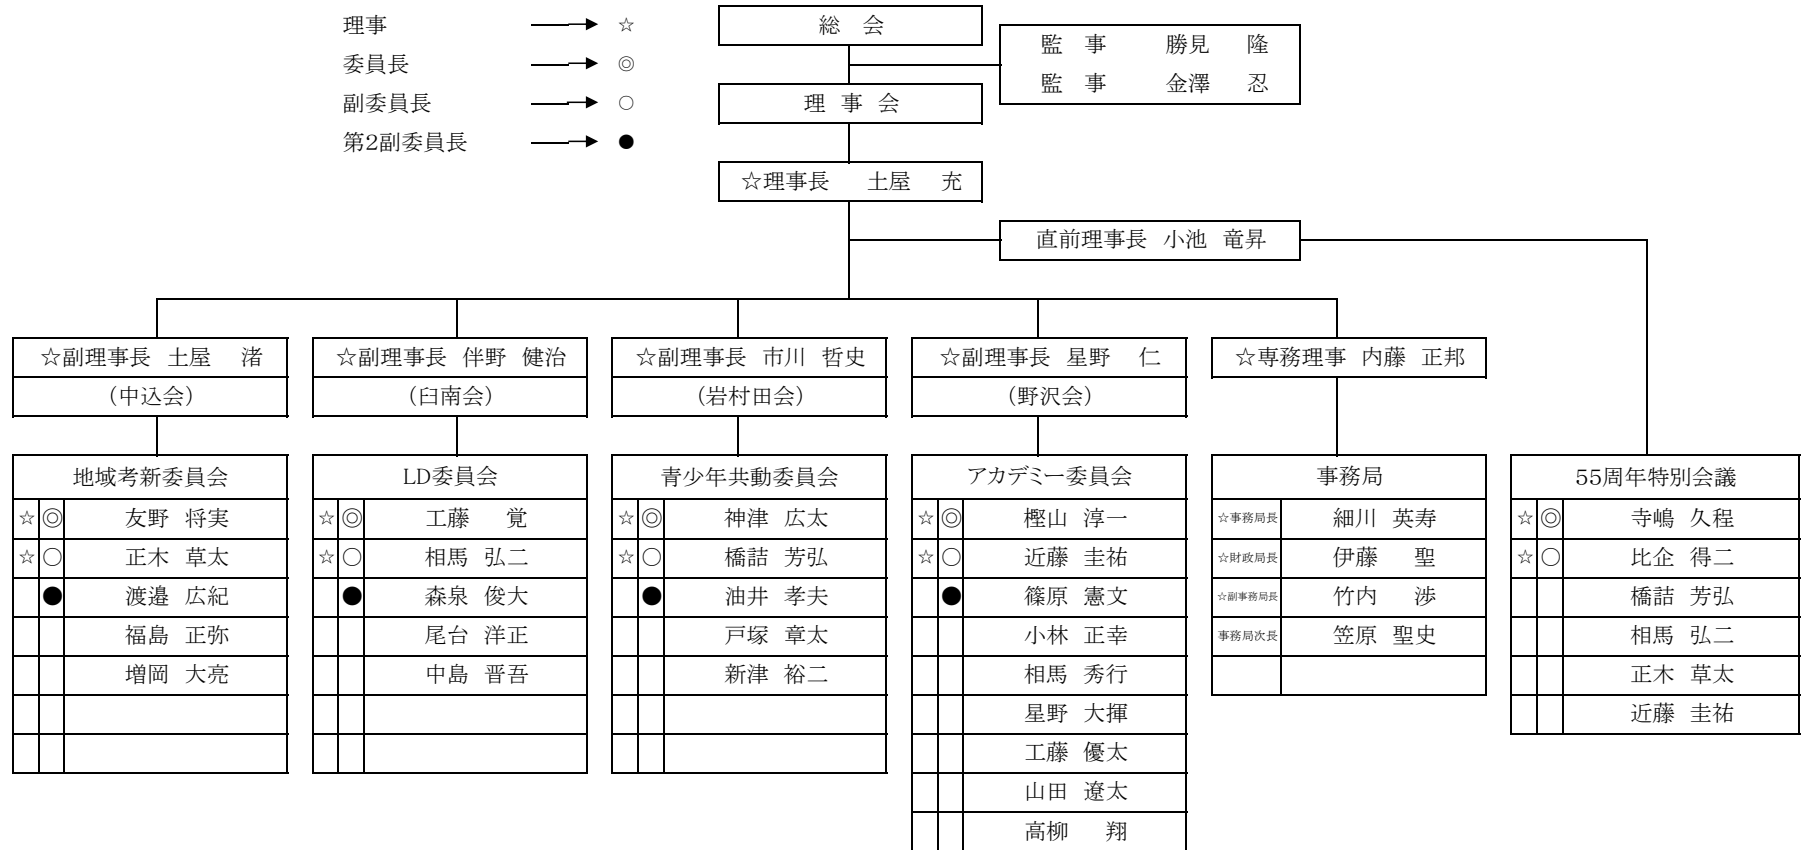 理事 ☆
委員長 ◎
副委員長 ○
第2副委員長 ●
総 会
監 事 勝見 隆
監 事 金澤 忍
理 事 会
☆理事長 土屋 充
直前理事長 小池 竜昇
☆副理事長 土屋 渚
（中込会）
地域考新委員会
☆ ◎ 友野 将実
☆ ○ 正木 草太
● 渡邉 広紀
福島 正弥
増岡 大亮
☆副理事長 伴野 健治
（臼南会）
LD委員会
☆ ◎ 工藤 覚
☆ ○ 相馬 弘二
● 森泉 俊大
尾台 洋正
中島 晋吾
☆副理事長 市川 哲史
（岩村田会）
青少年共動委員会
☆ ◎ 神津 広太
☆ ○ 橋詰 芳弘
● 油井 孝夫
戸塚 章太
新津 裕二
☆副理事長 星野 仁
（野沢会）
アカデミー委員会
☆ ◎ 樫山 淳一
☆ ○ 近藤 圭祐
● 篠原 憲文
小林 正幸
相馬 秀行
星野 大揮
工藤 優太
山田 遼太
高柳 翔
☆専務理事 内藤 正邦
事務局
☆事務局長 細川 英寿
☆財政局長 伊藤 聖
☆副事務局長 竹内 渉
事務局次長 笠原 聖史
55周年特別会議
☆ ◎ 寺嶋 久程
☆ ○ 比企 得二
橋詰 芳弘
相馬 弘二
正木 草太
近藤 圭祐